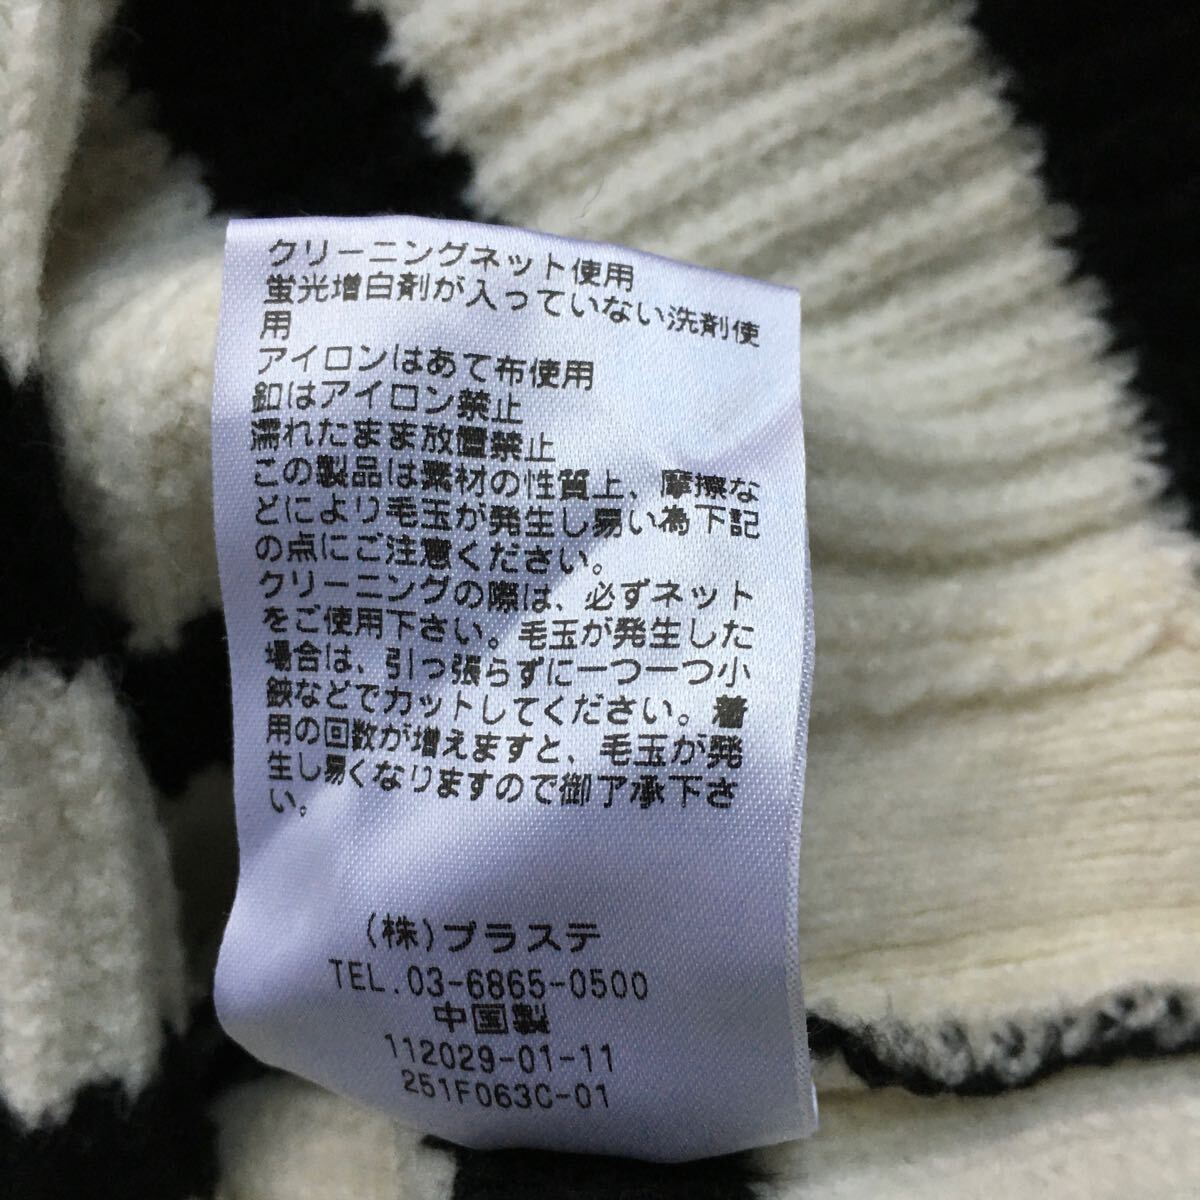 クリーニングネット使用
蛍光増白剤が入っていない洗剤使
用
アイロンはあて布使用
釦はアイロン禁止
濡れたまま放置禁止
この製品は素材の性質上、摩擦な
どにより毛玉が発生し易い為下記
の点にご注意ください。
クリーニングの際は、必ずネット
をご使用下さい。毛玉が発生した
場合は、引っ張らずに一つ一つ小
鋏などでカットしてください。着
用の回数が増えますと、毛玉が発
生し易くなりますので御了承下さ
い。
(株)プラステ
TEL.03-6865-0500
中国製
112029-01-11
251F063C-01